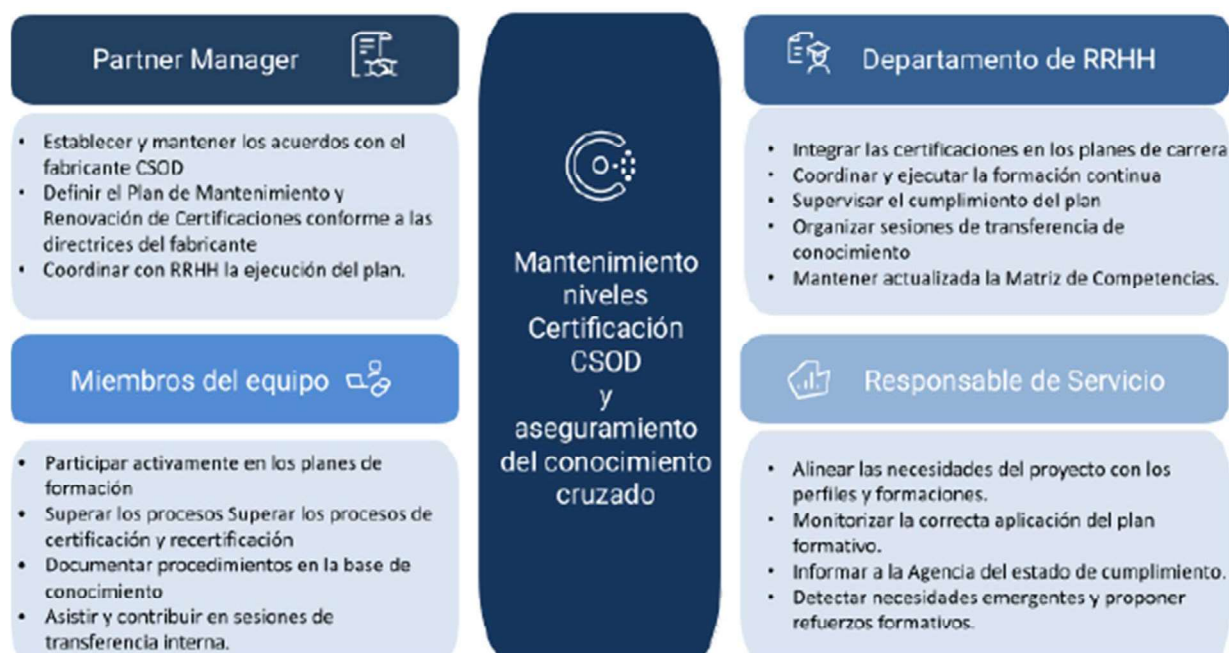 Partner Manager
• Establecer y mantener los acuerdos con el
fabricante CSOD
• Definir el Plan de Mantenimiento y
Renovación de Certificaciones conforme a las
directrices del fabricante
• Coordinar con RRHH la ejecución del plan.
Miembros del equipo
• Participar activamente en los planes de
formación
• Superar los procesos Superar los procesos de
certificación y recertificación
• Documentar procedimientos en la base de
conocimiento
• Asistir y contribuir en sesiones de
transferencia interna.
Mantenimiento
niveles
Certificación
CSOD
y
aseguramiento
del conocimiento
cruzado
Departamento de RRHH
• Integrar las certificaciones en los planes de carrera
• Coordinar y ejecutar la formación continua
• Supervisar el cumplimiento del plan
• Organizar sesiones de transferencia de
conocimiento
• Mantener actualizada la Matriz de Competencias.
Responsable de Servicio
• Alinear las necesidades del proyecto con los
perfiles y formaciones.
• Monitorizar la correcta aplicación del plan
formativo.
• Informar a la Agencia del estado de cumplimiento.
• Detectar necesidades emergentes y proponer
refuerzos formativos.